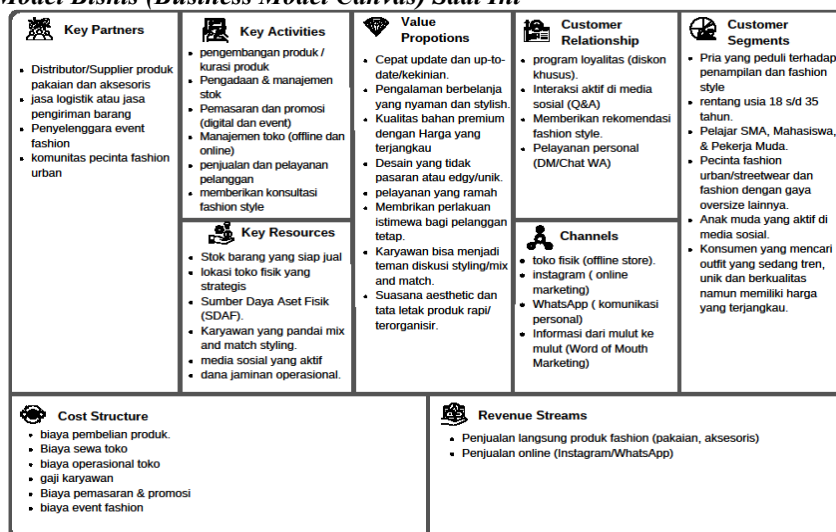 Model Bisnis (Business Model Canvas) Saat Ini
Key Partners
Distributor/Supplier produk
pakaian dan aksesoris
jasa logistik atau jasa
pengiriman barang
Penyelenggara event
fashion
komunitas pecinta fashion
urban
Key Activities
pengembangan produk /
kurasi produk
Pengadaan & manajemen
stok
Pemasaran dan promosi
(digital dan event)
Manajemen toko (offline dan
online)
penjualan dan pelayanan
pelanggan
memberikan konsultasi
fashion style
Key Resources
Stok barang yang siap jual
lokasi toko fisik yang
strategis
Sumber Daya Aset Fisik
(SDAF).
Karyawan yang pandai mix
and match styling.
media sosial yang aktif
dana jaminan operasional.
Value
Propotions
Cepat update dan up-to-
date/kekinian.
Pengalaman berbelanja
yang nyaman dan stylish.
Kualitas bahan premium
dengan Harga yang
terjangkau
Desain yang tidak
pasaran atau edgy/unik.
pelayanan yang ramah
Membrikan perlakuan
istimewa bagi pelanggan
tetap.
Karyawan bisa menjadi
teman diskusi styling/mix
and match.
Suasana aesthetic dan
tata letak produk rapi/
terorganisir.
Customer
Relationship
program loyalitas (diskon
khusus).
Interaksi aktif di media
sosial (Q&A)
Memberikan rekomendasi
fashion style.
Pelayanan personal
(DM/Chat WA)
Channels
toko fisik (offline store).
instagram ( online
marketing)
WhatsApp ( komunikasi
personal)
Informasi dari mulut ke
mulut (Word of Mouth
Marketing)
Customer
Segments
Pria yang peduli terhadap
penampilan dan fashion
style
rentang usia 18 s/d 35
tahun.
Pelajar SMA, Mahasiswa,
& Pekerja Muda.
Pecinta fashion
urban/streetwear dan
fashion dengan gaya
oversize lainnya.
Anak muda yang aktif di
media sosial.
Konsumen yang mencari
outfit yang sedang tren,
unik dan berkualitas
namun memiliki harga
yang terjangkau.
Cost Structure
biaya pembelian produk.
Biaya sewa toko
biaya operasional toko
gaji karyawan
Biaya pemasaran & promosi
biaya event fashion
Revenue Streams
Penjualan langsung produk fashion (pakaian, aksesoris)
Penjualan online (Instagram/WhatsApp)